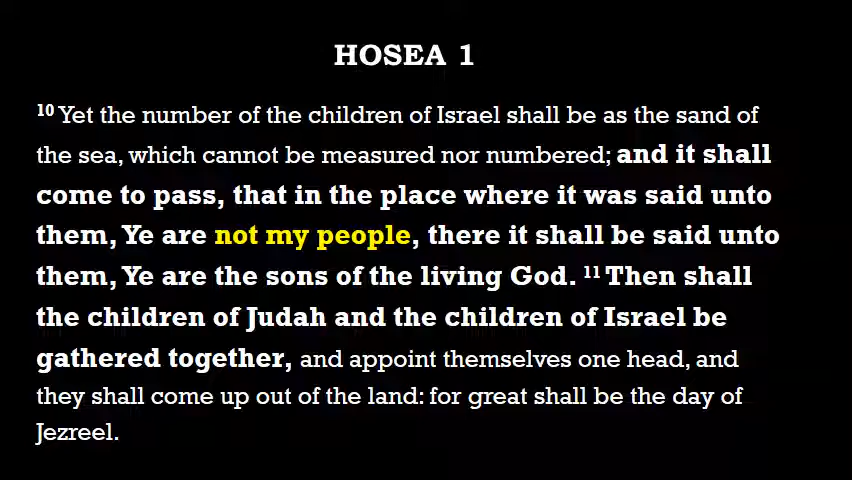 HOSEA 1
10 Yet the number of the children of Israel shall be as the sand of
the sea, which cannot be measured nor numbered; and it shall
come to pass, that in the place where it was said unto
them, Ye are not my people, there it shall be said unto
them, Ye are the sons of the living God. 11 Then shall
the children of Judah and the children of Israel be
gathered together, and appoint themselves one head, and
they shall come up out of the land: for great shall be the day of
Jezreel.